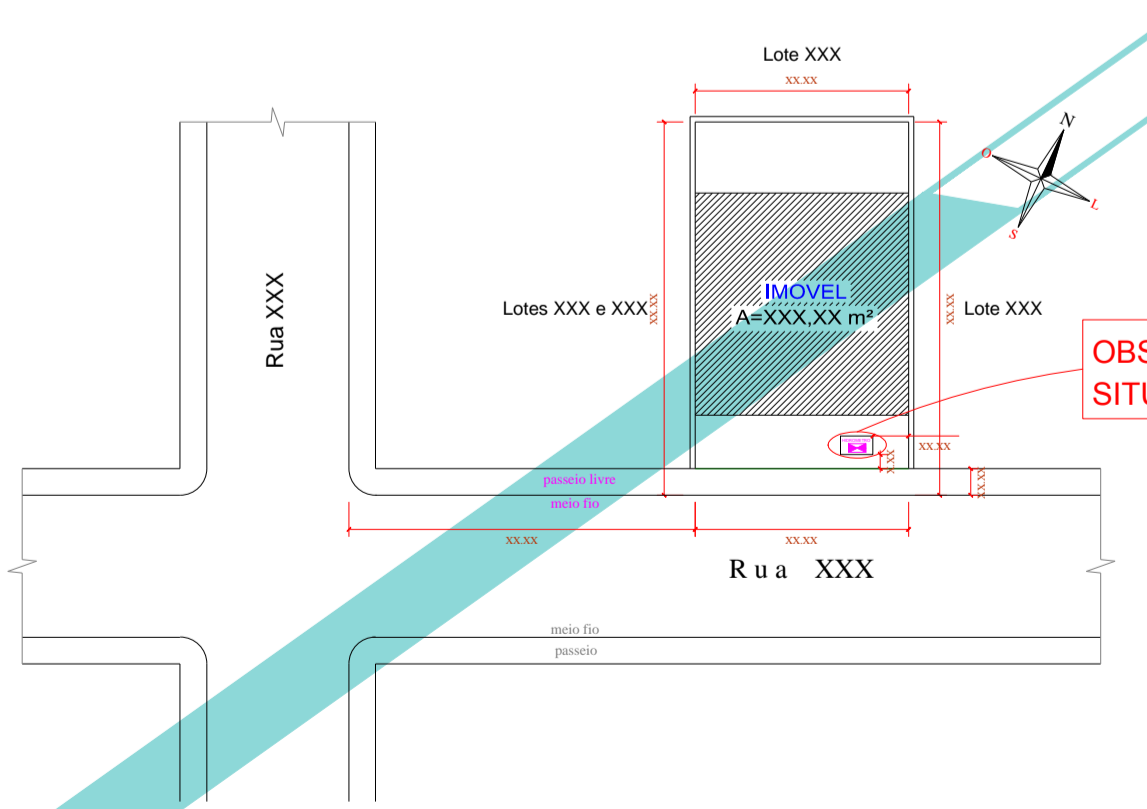 Lote XXX
XX.XX
N
O
L
S
Rua XXX
Lotes XXX e XXX
XX.XX
IMOVEL
A=XXX,XX m²
XX.XX
Lote XXX
OBS
SITU
XX.XX
X.XX
XX.XX
passeio livre
meio fio
XX.XX
XX.XX
Rua XXX
meio fio
passeio